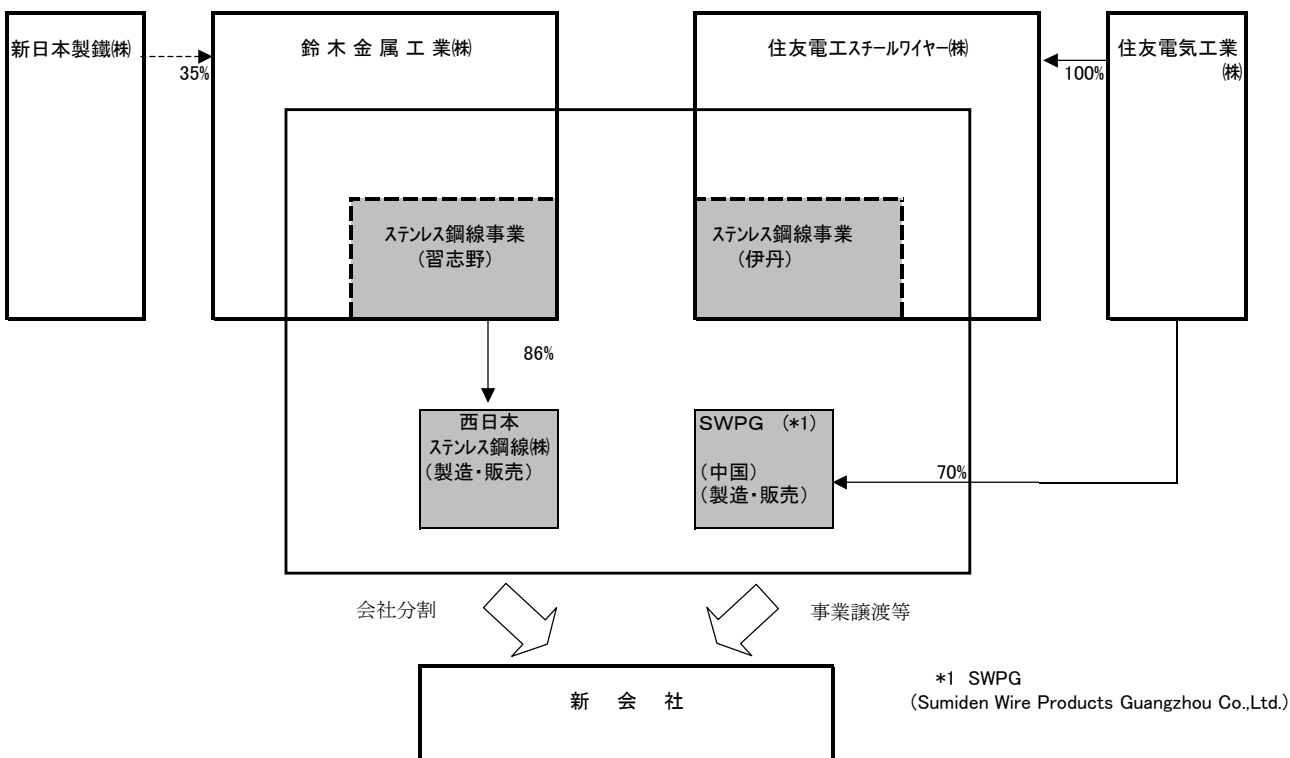 新日本製鐵㈱
35%
鈴 木 金 属 工 業㈱
住友電工スチールワイヤー㈱
100%
住友電気工業
㈱
ステンレス鋼線事業
（習志野）
ステンレス鋼線事業
（伊丹）
86%
西日本
ステンレス鋼線㈱
（製造・販売）
SWPG （*1）
（中国）
（製造・販売）
70%
会社分割
事業譲渡等
新 会 社
*1 SWPG
（Sumiden Wire Products Guangzhou Co.,Ltd.）